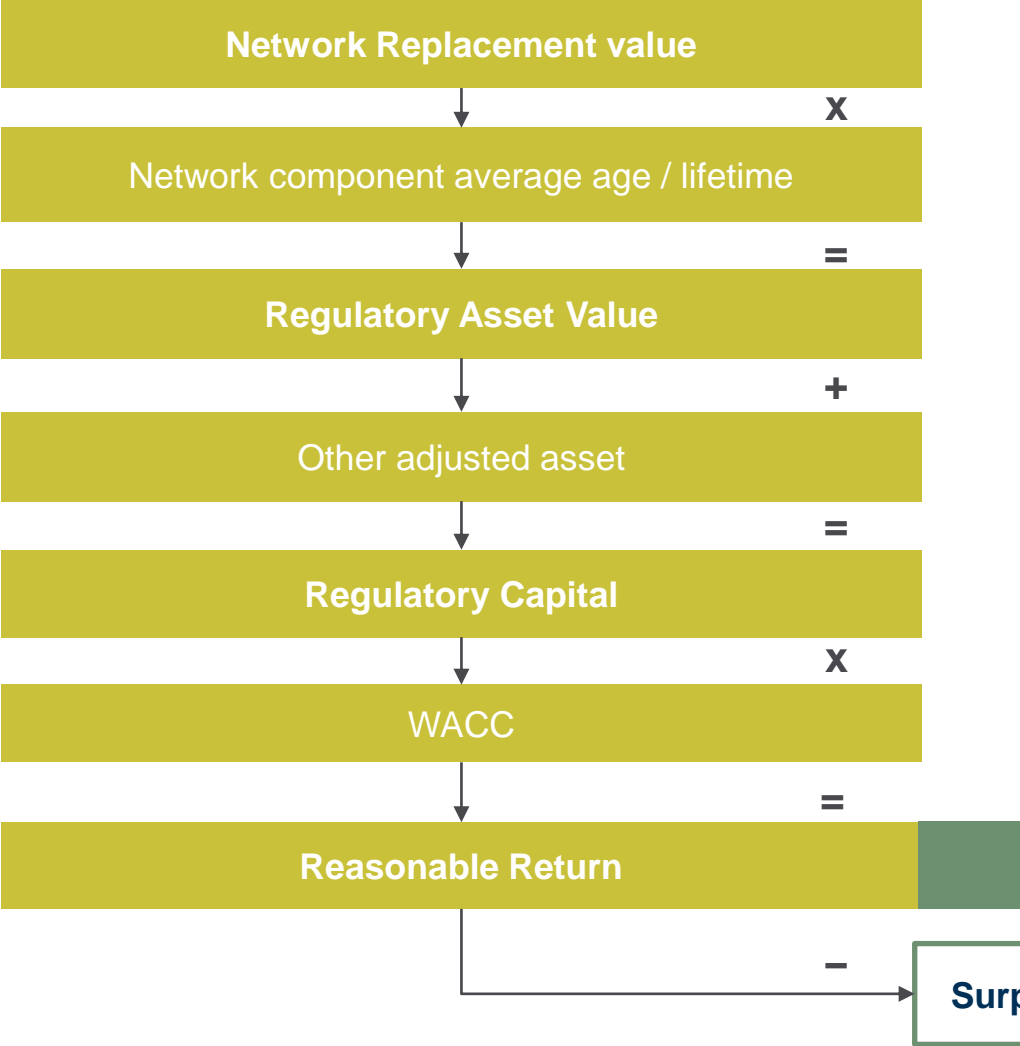 Network Replacement value
x
Network component average age / lifetime
=
Regulatory Asset Value
+
Other adjusted asset
=
Regulatory Capital
x
WACC
=
Reasonable Return
–